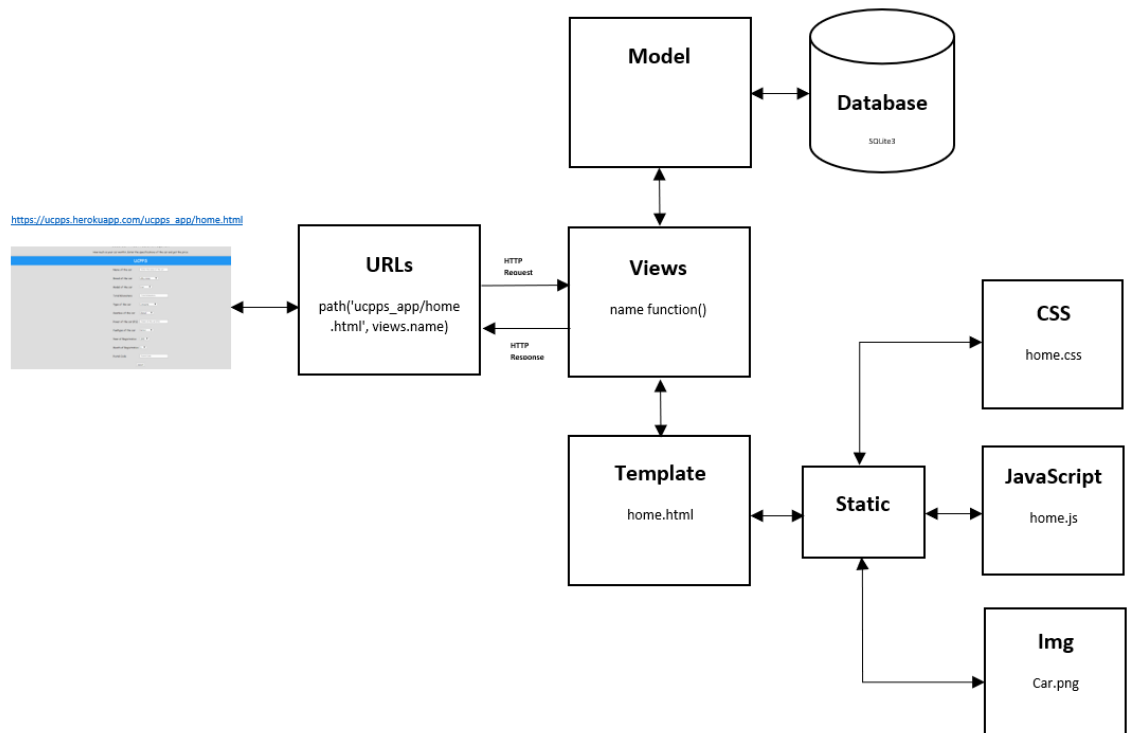 Model
Database
SQLite3
https://ucpps.herokuapp.com/ucpps_app/home.html
UCPPS
URLs
path('ucpps_app/home
.html', views.name)
HTTP
Request
HTTP
Response
Views
name function()
CSS
home.css
Template
home.html
Static
JavaScript
home.js
Img
Car.png